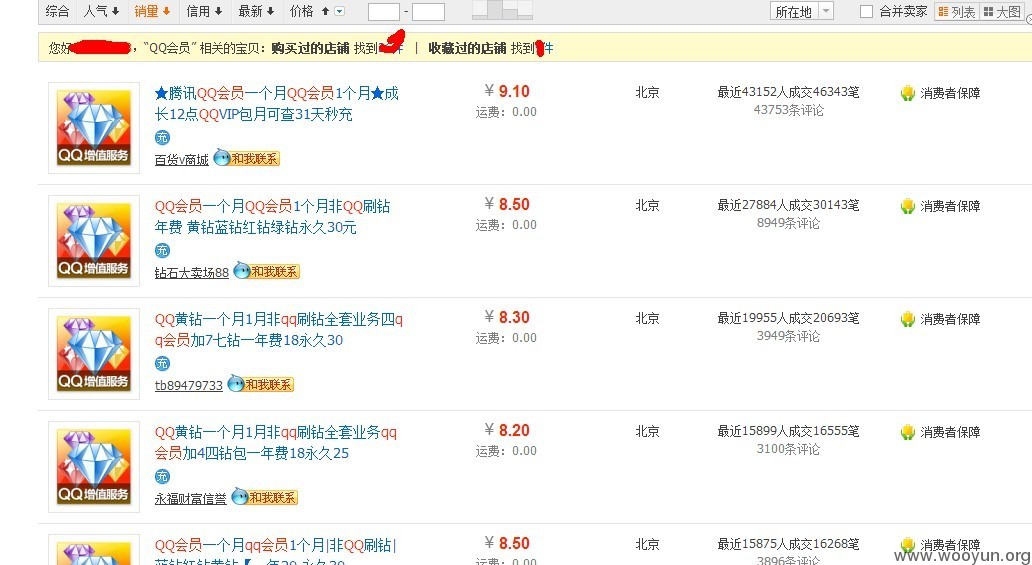 综合 人气 销量 信用 最新 价格 - 所在地 合并卖家 列表 大图
您好 ，“QQ会员” 相关的宝贝：购买过的店铺 找到 件 | 收藏过的店铺 找到 件
★腾讯QQ会员一个月QQ会员1个月★成 ￥9.10 北京 最近43152人成交46343笔 消费者保障
长12点QQVIP包月可查31天秒充 运费：0.00 43753条评论
充
QQ增值服务
百货v商城 和我联系
QQ会员一个月QQ会员1个月非QQ刷钻 ￥8.50 北京 最近27884人成交30143笔 消费者保障
年费 黄钻蓝钻红钻绿钻永久30元 运费：0.00 8949条评论
充
QQ增值服务
钻石大卖场88 和我联系
QQ黄钻一个月1月非qq刷钻全套业务四q ￥8.30 北京 最近19955人成交20693笔 消费者保障
q会员加7七钻一年费18永久30 运费：0.00 3949条评论
充
QQ增值服务
tb89479733 和我联系
QQ黄钻一个月1月非qq刷钻全套业务qq ￥8.20 北京 最近15899人成交16555笔 消费者保障
会员加4四钻包一年费18永久25 运费：0.00 3100条评论
充
QQ增值服务
永福财富信誉 和我联系
QQ会员一个月qq会员1个月|非QQ刷钻| ￥8.50 北京 最近15875人成交16268笔 消费者保障
运费：0.00 3896条评论
www.wooyun.org